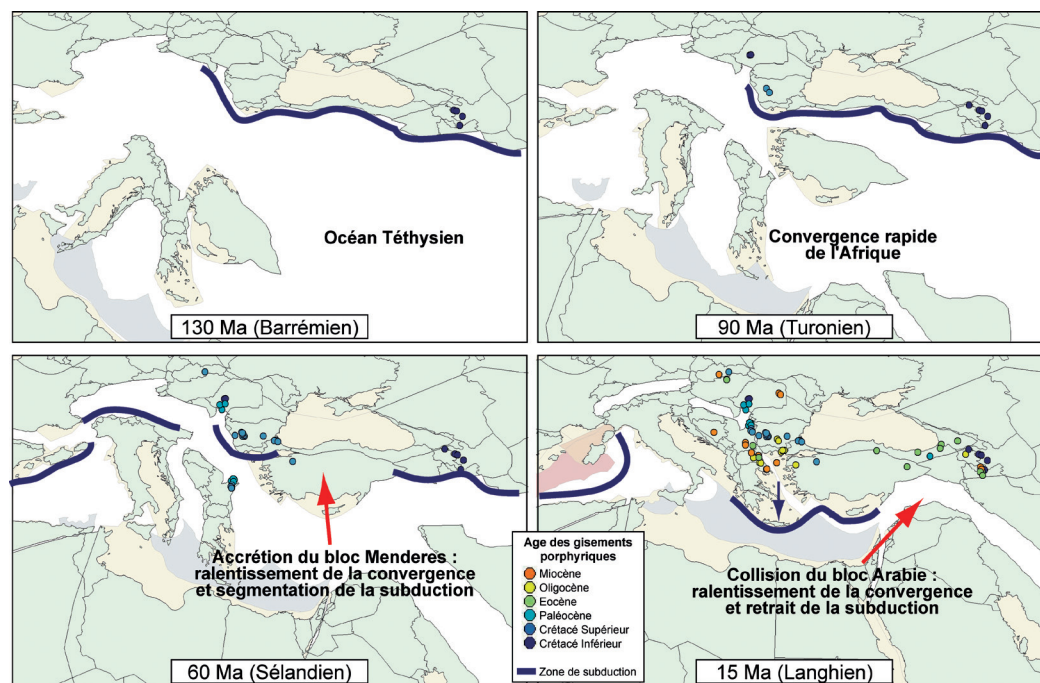 Océan Téthysien
130 Ma (Barrémien)
Convergence rapide
de l'Afrique
90 Ma (Turonien)
Accrétion du bloc Menderes :
ralentissement de la convergence
et segmentation de la subduction
60 Ma (Sélandien)
Age des gisements
porphyriques
Miocène
Oligocène
Eocène
Paléocène
Crétacé Supérieur
Crétacé Inférieur
Zone de subduction
Collision du bloc Arabie :
ralentissement de la convergence
et retrait de la subduction
15 Ma (Langhien)